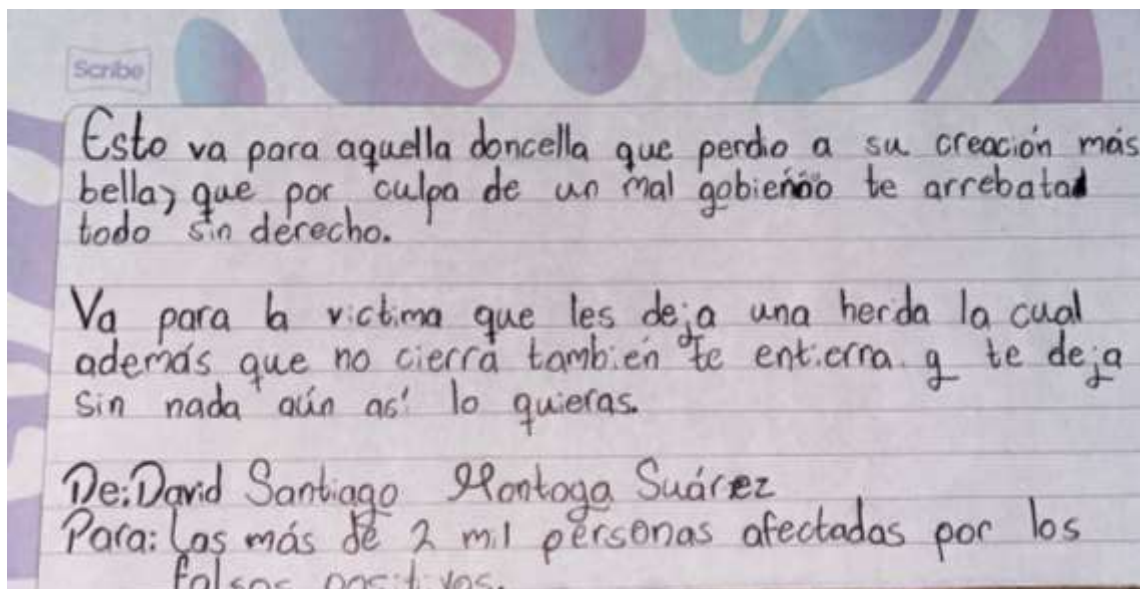 Scribe
Esto va para aquella doncella que perdio a su creación más
bella, que por culpa de un mal gobierno te arrebatad
todo sin derecho.
Va para la victima que les deja una herida la cual
además que no cierra también te entierra y te deja
sin nada aún así lo quieras.
De: David Santiago Montoya Suárez
Para: Las más de 2 mil personas afectadas por los
falsos positivos.